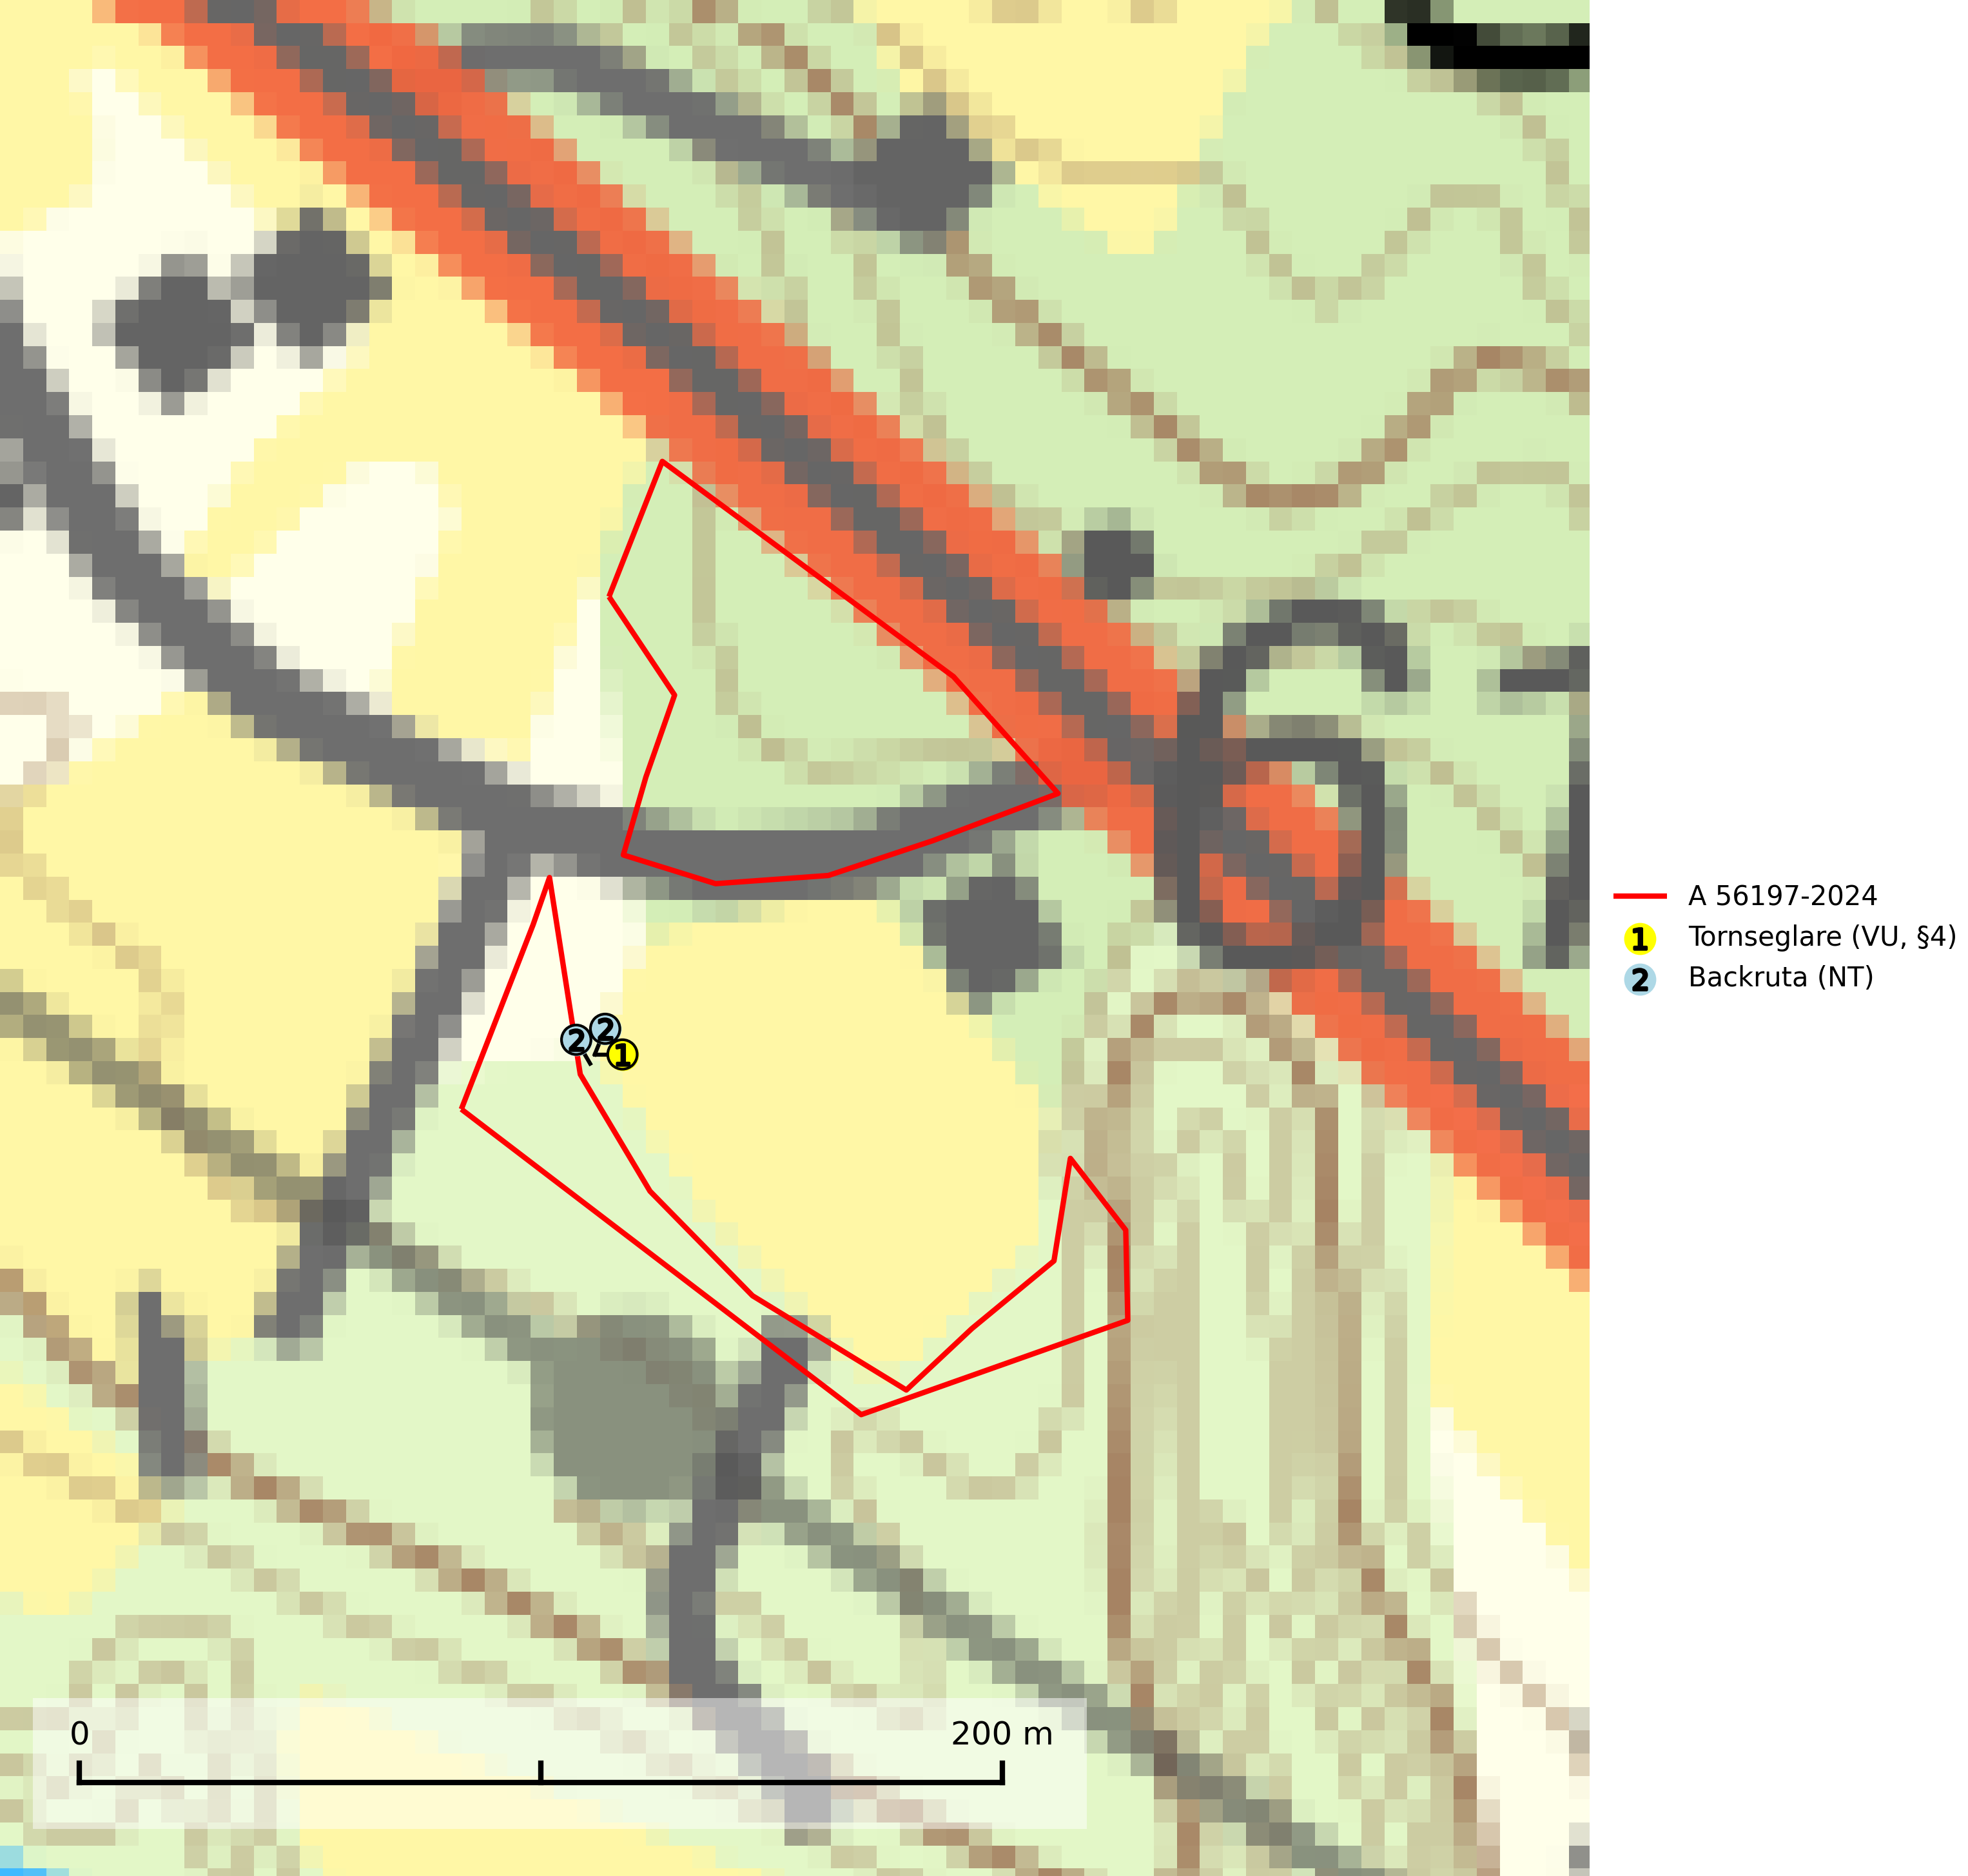 2
2
1
A 56197-2024
1 Tornseglare (VU, §4)
2 Backruta (NT)
0 200 m